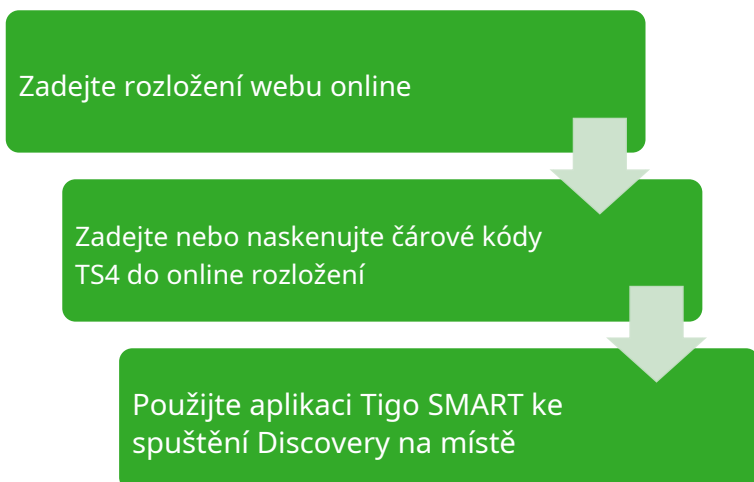 Zadejte rozložení webu online
Zadejte nebo naskenujte čárové kódy
TS4 do online rozložení
Použijte aplikaci Tigo SMART ke
spuštění Discovery na místě